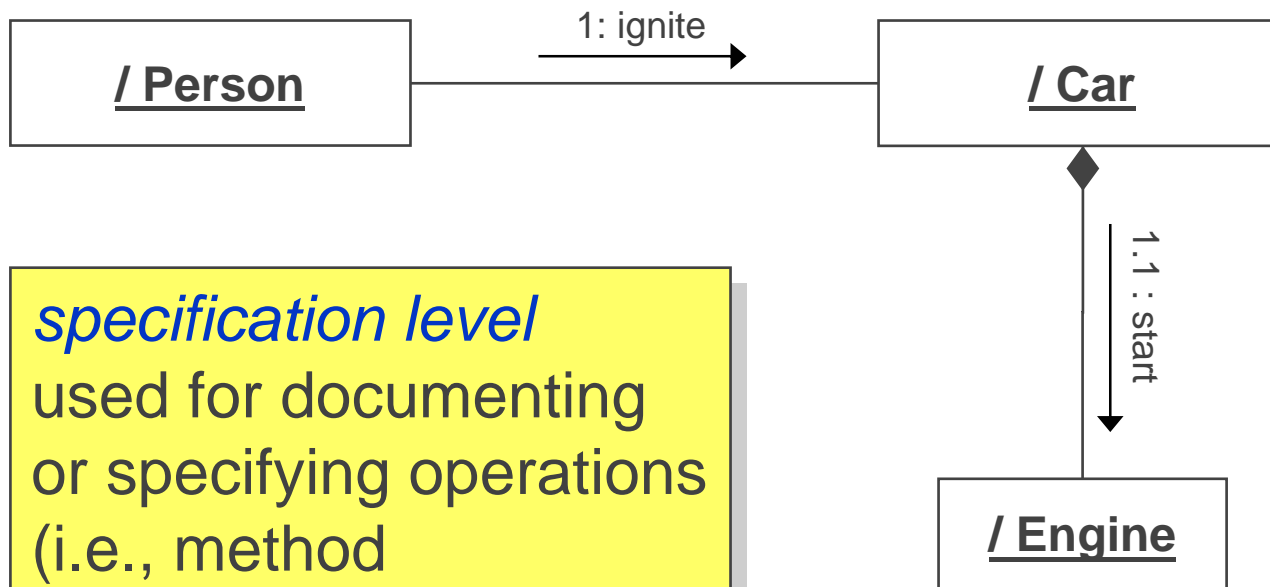 1: ignite
/ Person
/ Car
1.1 : start
specification level
used for documenting
or specifying operations
(i.e., method
/ Engine